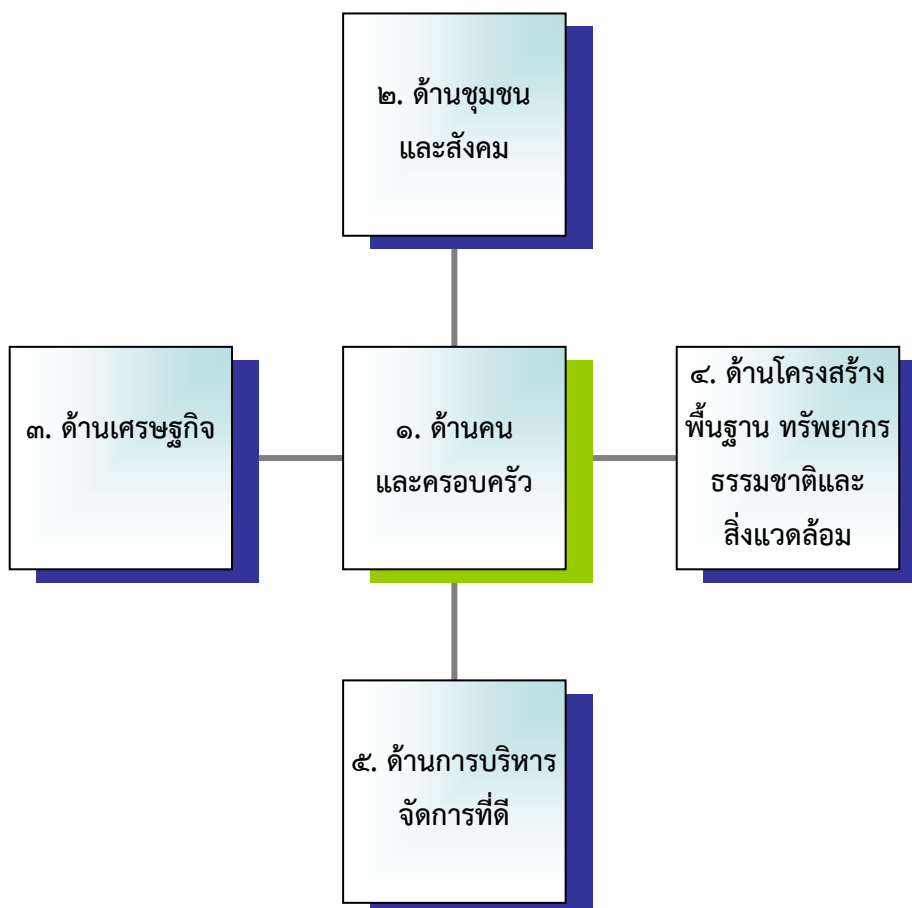 ๒. ด้านชุมชน
และสังคม
๓. ด้านเศรษฐกิจ
๑. ด้านคน
และครอบครัว
๔. ด้านโครงสร้าง
พื้นฐาน ทรัพยากร
ธรรมชาติและ
สิ่งแวดล้อม
๕. ด้านการบริหาร
จัดการที่ดี